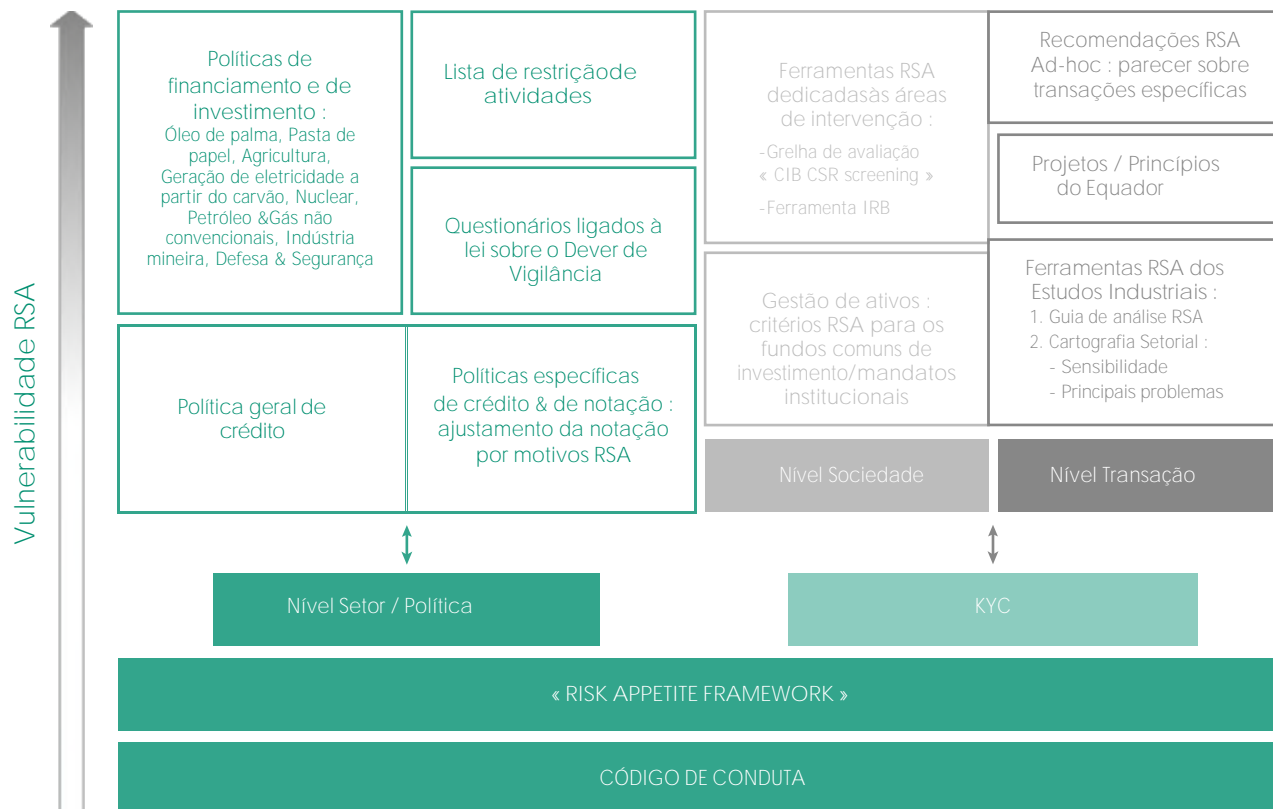 Vulnerabilidade RSA
Políticas de
financiamento e de
investimento :
Óleo de palma, Pasta de
papel, Agricultura,
Geração de eletricidade a
partir do carvão, Nuclear,
Petróleo &Gás não
convencionais, Indústria
mineira, Defesa & Segurança
Lista de restriçãode
atividades
Questionários ligados à
lei sobre o Dever de
Vigilância
Política geral de
crédito
Políticas específicas
de crédito & de notação :
ajustamento da notação
por motivos RSA
Ferramentas RSA
dedicadasàs áreas
de intervenção :
-Grelha de avaliação
« CIB CSR screening »
-Ferramenta IRB
Gestão de ativos :
critérios RSA para os
fundos comuns de
investimento/mandatos
institucionais
Nível Sociedade
Recomendações RSA
Ad-hoc : parecer sobre
transações específicas
Projetos / Princípios
do Equador
Ferramentas RSA dos
Estudos Industriais :
1. Guia de análise RSA
2. Cartografia Setorial :
- Sensibilidade
- Principais problemas
Nível Transação
Nível Setor / Política
KYC
« RISK APPETITE FRAMEWORK »
CÓDIGO DE CONDUTA